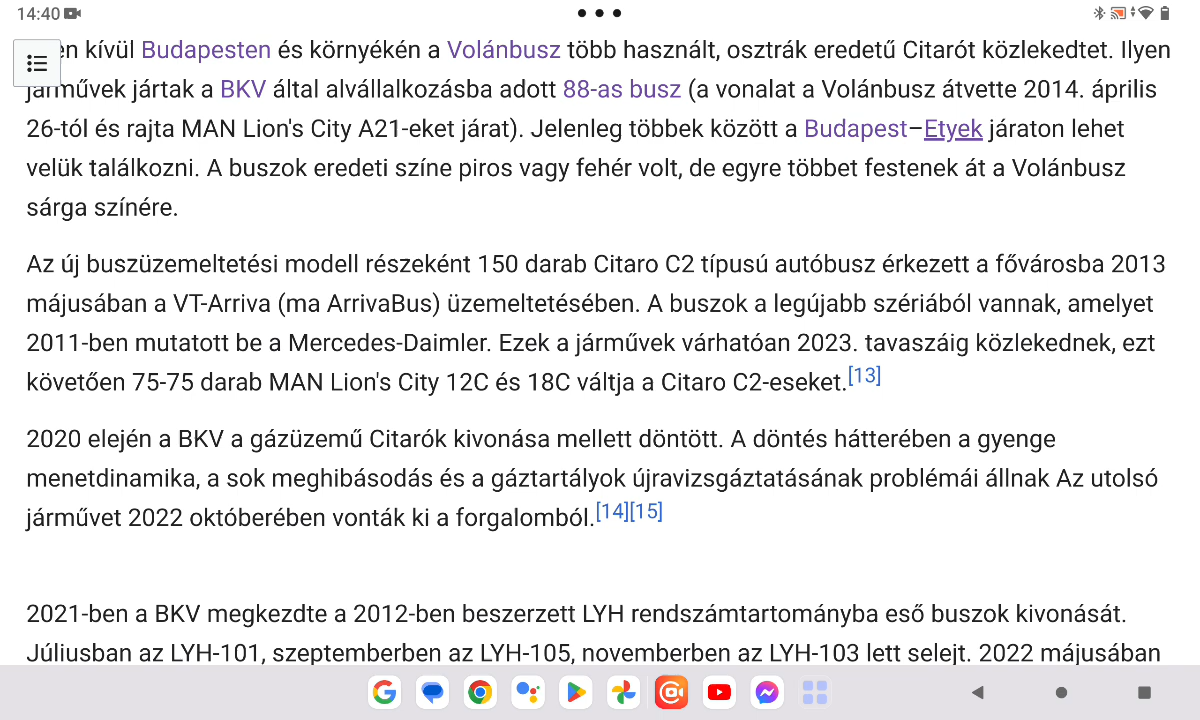 14:40
en kívül Budapesten és környékén a Volánbusz több használt, osztrák eredetű Citarót közlekedtet. Ilyen
járművek jártak a BKV által alvállalkozásba adott 88-as busz (a vonalat a Volánbusz átvette 2014. április
26-tól és rajta MAN Lion's City A21-eket járat). Jelenleg többek között a Budapest–Etyek járaton lehet
velük találkozni. A buszok eredeti színe piros vagy fehér volt, de egyre többet festenek át a Volánbusz
sárga színére.
Az új buszüzemeltetési modell részeként 150 darab Citaro C2 típusú autóbusz érkezett a fővárosba 2013
májusában a VT-Arriva (ma ArrivaBus) üzemeltetésében. A buszok a legújabb szériából vannak, amelyet
2011-ben mutatott be a Mercedes-Daimler. Ezek a járművek várhatóan 2023. tavaszáig közlekednek, ezt
követően 75-75 darab MAN Lion's City 12C és 18C váltja a Citaro C2-eseket.[13]
2020 elején a BKV a gázüzemű Citarók kivonása mellett döntött. A döntés hátterében a gyenge
menetdinamika, a sok meghibásodás és a gáztartályok újravizsgáztatásának problémái állnak Az utolsó
járművet 2022 októberében vonták ki a forgalomból.[14][15]
2021-ben a BKV megkezdte a 2012-ben beszerzett LYH rendszámtartományba eső buszok kivonását.
Júliusban az LYH-101, szeptemberben az LYH-105, novemberben az LYH-103 lett selejt. 2022 májusában